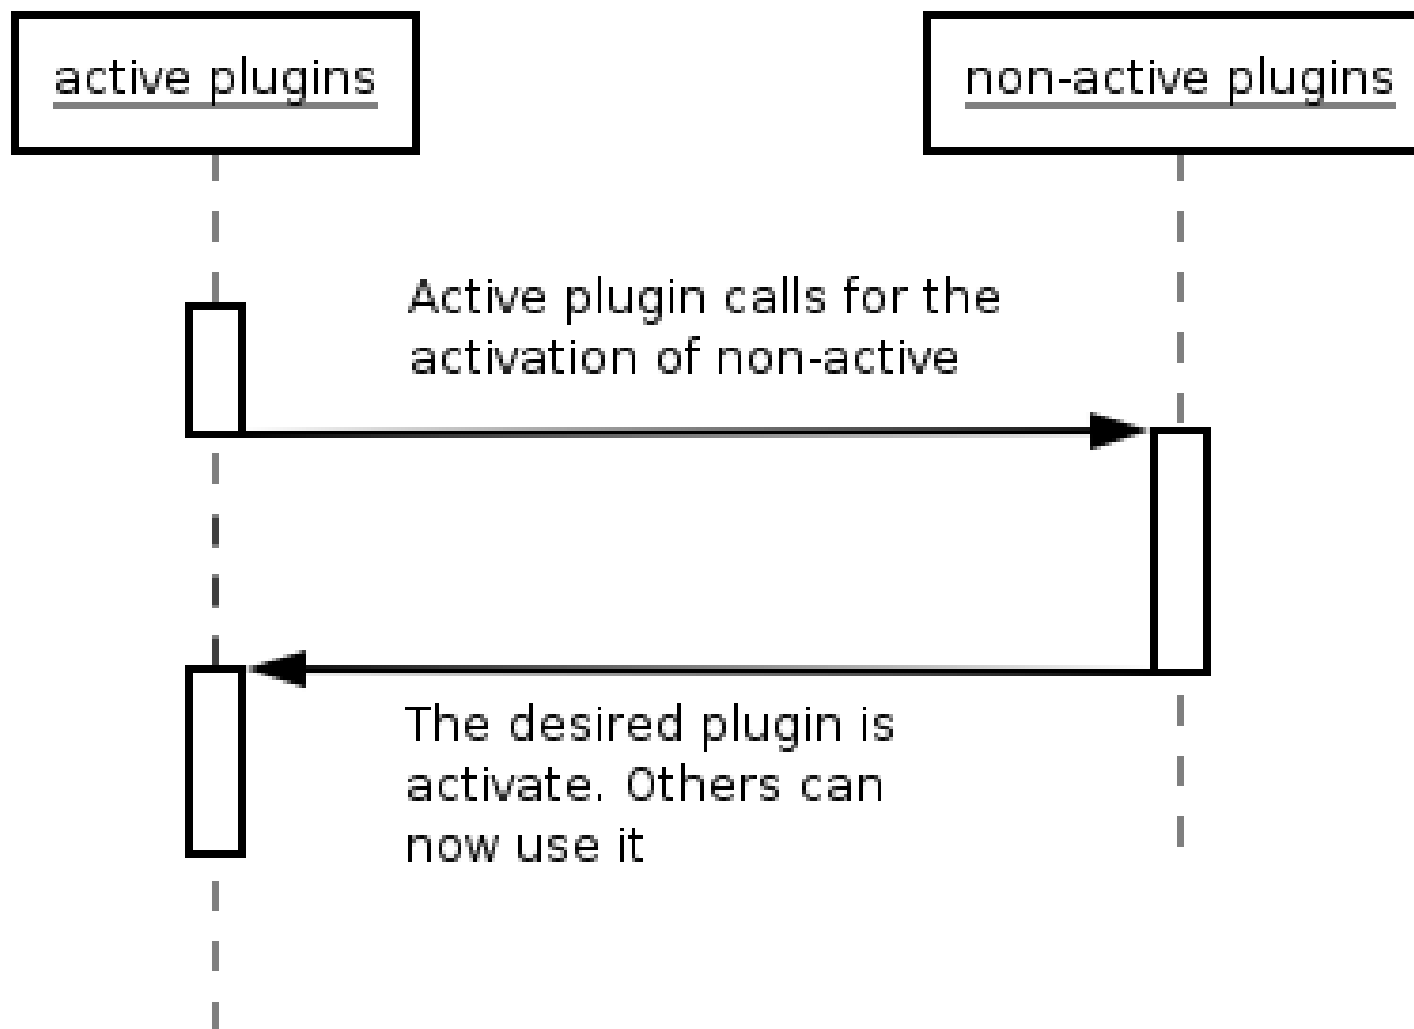 active plugins
non-active plugins
Active plugin calls for the
activation of non-active
The desired plugin is
activate. Others can
now use it